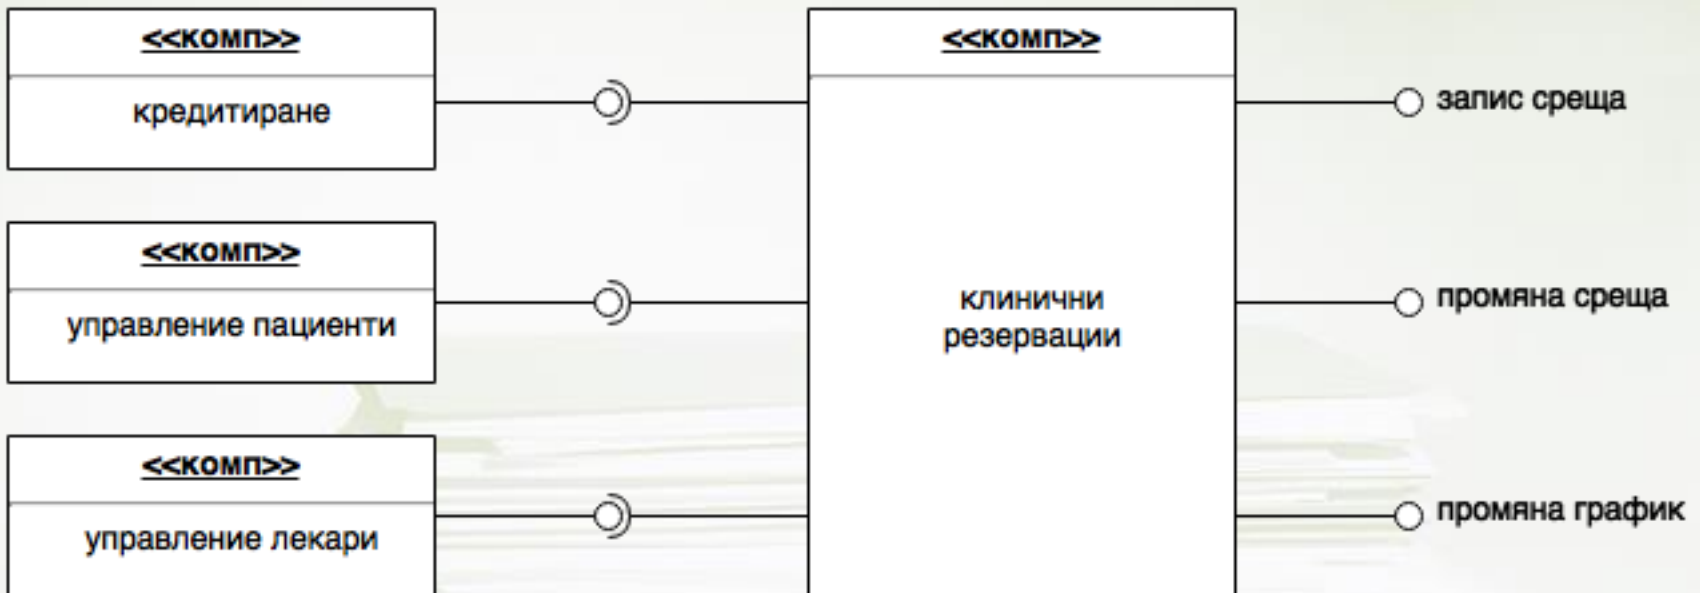 <<комп>>
кредитиране
<<комп>>
управление пациенти
<<комп>>
управление лекари
<<комп>>
клинични
резервации
запис среща
промяна среща
промяна график